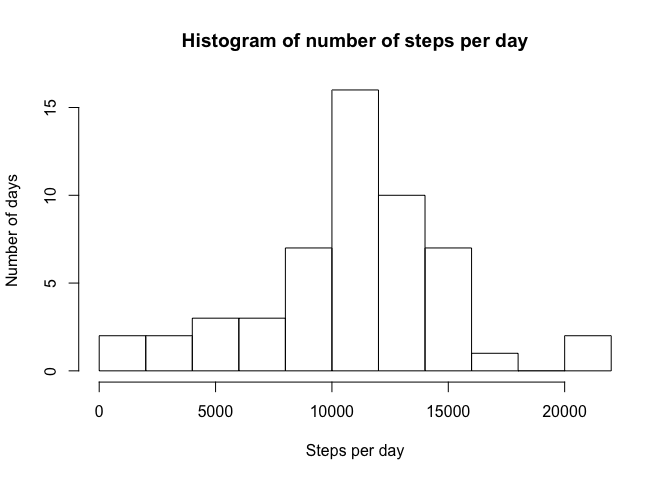 Histogram of number of steps per day
Number of days
15
10
5
0
0 5000 10000 15000 20000
Steps per day